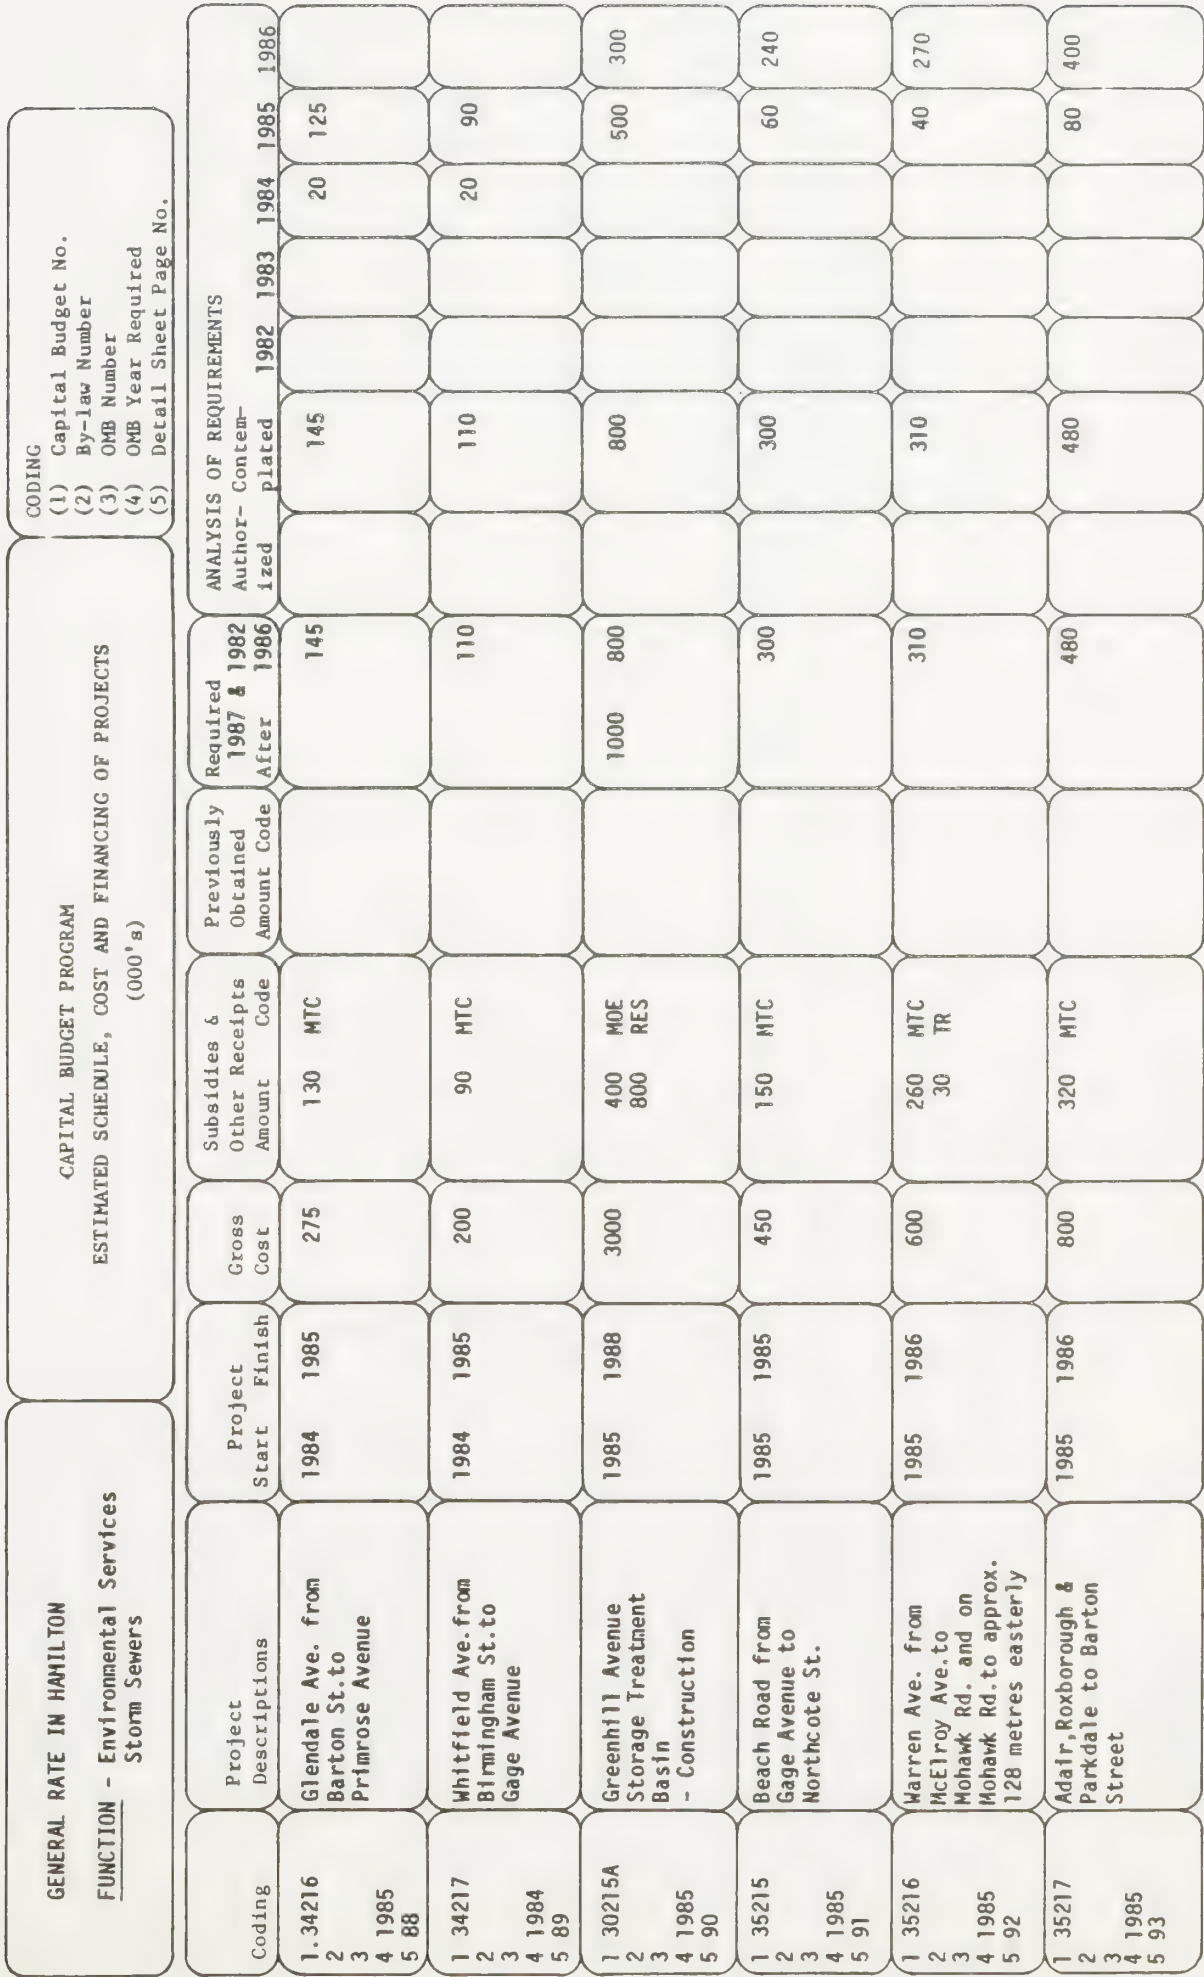 GENERAL RATE IN HAMILTON
FUNCTION - Environmental Services
Storm Sewers
CAPITAL BUDGET PROGRAM
ESTIMATED SCHEDULE, COST AND FINANCING OF PROJECTS
(000's)
CODING
(1) Capital Budget No.
(2) By-law Number
(3) OMB Number
(4) OMB Year Required
(5) Detail Sheet Page No.
Coding
Project
Descriptions
Project
Start Finish
Gross
Cost
Subsidies &
Other Receipts
Amount Code
Previously
Obtained
Amount Code
Required
1987 & 1982
After 1986
ANALYSIS OF REQUIREMENTS
Author- Contem-
ized plated 1982 1983 1984 1985 1986
1.34216 Glendale Ave. from 1984 1985 275 130 MTC 145 145 20 125
2 Barton St.to
3 Primrose Avenue
4 1985
5 88
1 34217 Whitfield Ave.from 1984 1985 200 90 MTC 110 110 20 90
2 Birmingham St.to
3 Gage Avenue
4 1984
5 89
1 30215A Greenhill Avenue 1985 1988 3000 400 MOE 1000 800 800 500 300
2 Storage Treatment 800 RES
3 Basin
4 1985 - Construction
5 90
1 35215 Beach Road from 1985 1985 450 150 MTC 300 300 60 240
2 Gage Avenue to
3 Northcote St.
4 1985
5 91
1 35216 Warren Ave. from 1985 1986 600 260 MTC 310 310 40 270
2 McElroy Ave.to 30 TR
3 Mohawk Rd. and on
4 1985 Mohawk Rd.to approx.
5 92 128 metres easterly
1 35217 Adair,Roxborough & 1985 1986 800 320 MTC 480 480 80 400
2 Parkdale to Barton
3 Street
4 1985
5 93